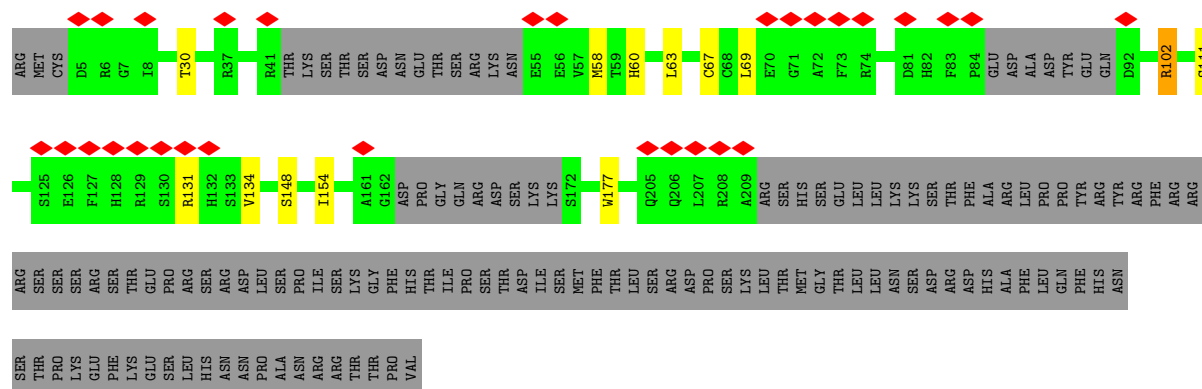 ARG MET CYS D5 R6 G7 I8 T30 R37 R41 THR LYS SER THR SER ASP ASN GLU THR SER ARG LYS ASN E55 E56 V57 M58 T59 H60 L63 C67 C68 L69 E70 G71 A72 F73 R74 D81 H82 F83 P84 GLU ASP ALA ASP TYR GLU GLN D92 R102
S125 E126 F127 H128 R129 S130 R131 H132 S133 V134 S148 I154 A161 G162 ASP PRO GLY GLN ARG ASP SER LYS LYS S172 W177 Q205 Q206 L207 R208 A209 ARG SER HIS SER GLU LEU LEU LYS LYS SER THR PHE ALA ARG LEU PRO PRO TYR ARG TYR ARG PHE ARG ARG
ARG SER SER SER ARG SER THR GLU PRO ARG SER ARG ASP LEU SER PRO ILE SER LYS GLY PHE HIS THR ILE PRO SER THR ASP ILE SER MET PHE THR LEU SER ARG ASP PRO SER LYS LEU THR MET GLY THR LEU LEU ASN SER ASP ARG ASP HIS ALA PHE LEU GLN PHE HIS ASN
SER THR PRO LYS GLU PHE LYS GLU SER LEU HIS ASN ASN PRO ALA ASN ARG ARG THR THR PRO VAL